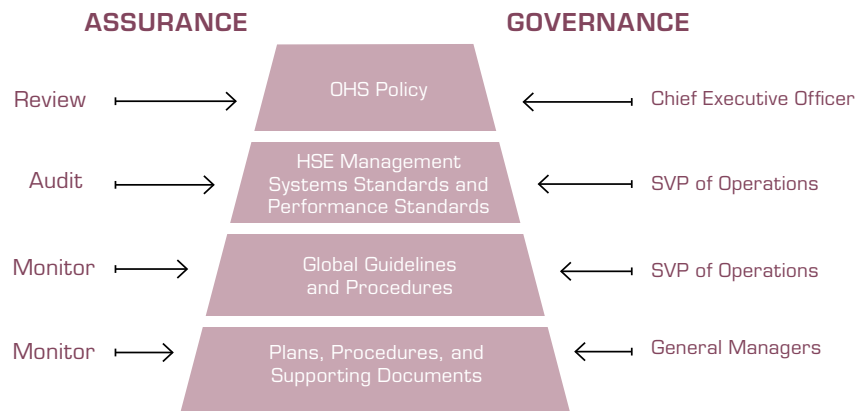 ASSURANCE
GOVERNANCE
Review
OHS Policy
Chief Executive Officer
Audit
HSE Management
Systems Standards and
Performance Standards
SVP of Operations
Monitor
Global Guidelines
and Procedures
SVP of Operations
Monitor
Plans, Procedures, and
Supporting Documents
General Managers